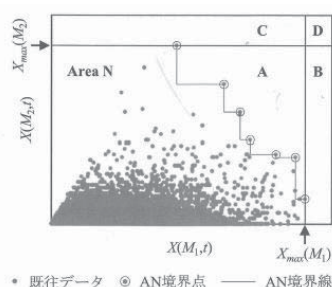 C D
Area N A B
X_max(M_2)
X(M_2,t)
X(M_1,t)
X_max(M_1)
既往データ AN境界点 AN境界線